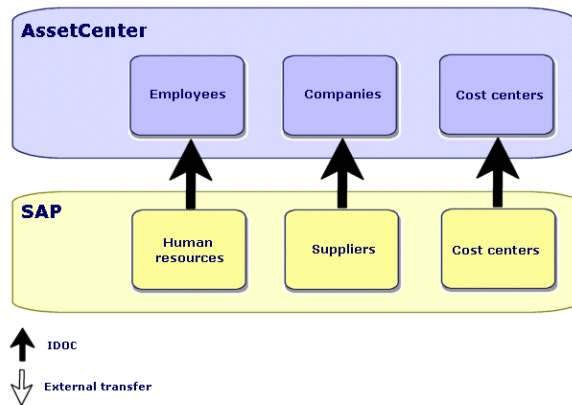 AssetCenter
Employees
Companies
Cost centers
SAP
Human
resources
Suppliers
Cost centers
IDOC
External transfer